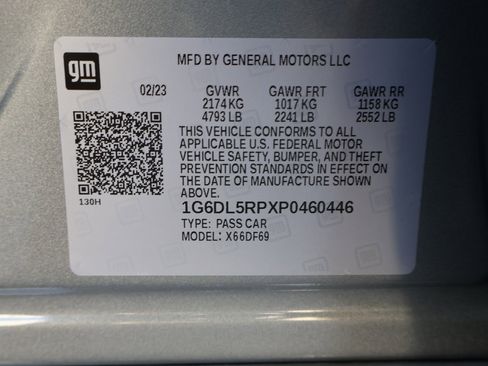 gm
MFD BY GENERAL MOTORS LLC
02/23 GVWR GAWR FRT GAWR RR
2174 KG 1017 KG 1158 KG
4793 LB 2241 LB 2552 LB
THIS VEHICLE CONFORMS TO ALL
APPLICABLE U.S. FEDERAL MOTOR
VEHICLE SAFETY, BUMPER, AND THEFT
PREVENTION STANDARDS IN EFFECT ON
THE DATE OF MANUFACTURE SHOWN
ABOVE.
130H
1G6DL5RPXP0460446
TYPE: PASS CAR
MODEL: X66DF69